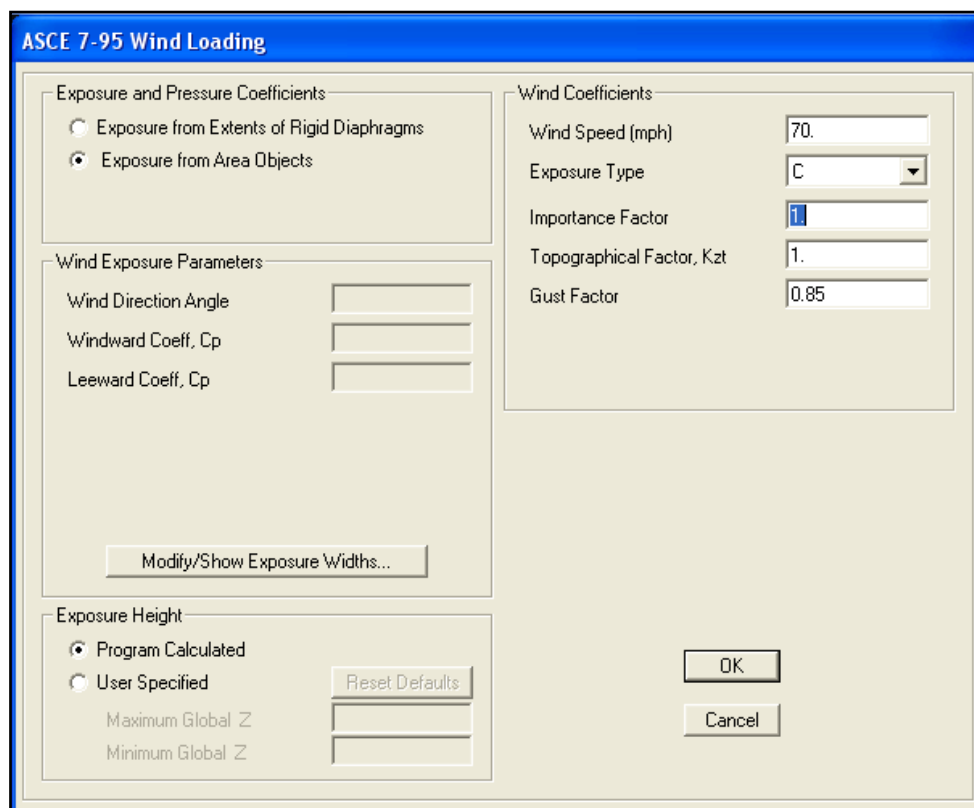 ASCE 7-95 Wind Loading
Exposure and Pressure Coefficients
Exposure from Extents of Rigid Diaphragms
Exposure from Area Objects
Wind Exposure Parameters
Wind Direction Angle
Windward Coeff, Cp
Leeward Coeff, Cp
Modify/Show Exposure Widths...
Exposure Height
Program Calculated
User Specified Reset Defaults
Maximum Global Z
Minimum Global Z
Wind Coefficients
Wind Speed (mph) 70.
Exposure Type C
Importance Factor 1.
Topographical Factor, Kzt 1.
Gust Factor 0.85
OK
Cancel